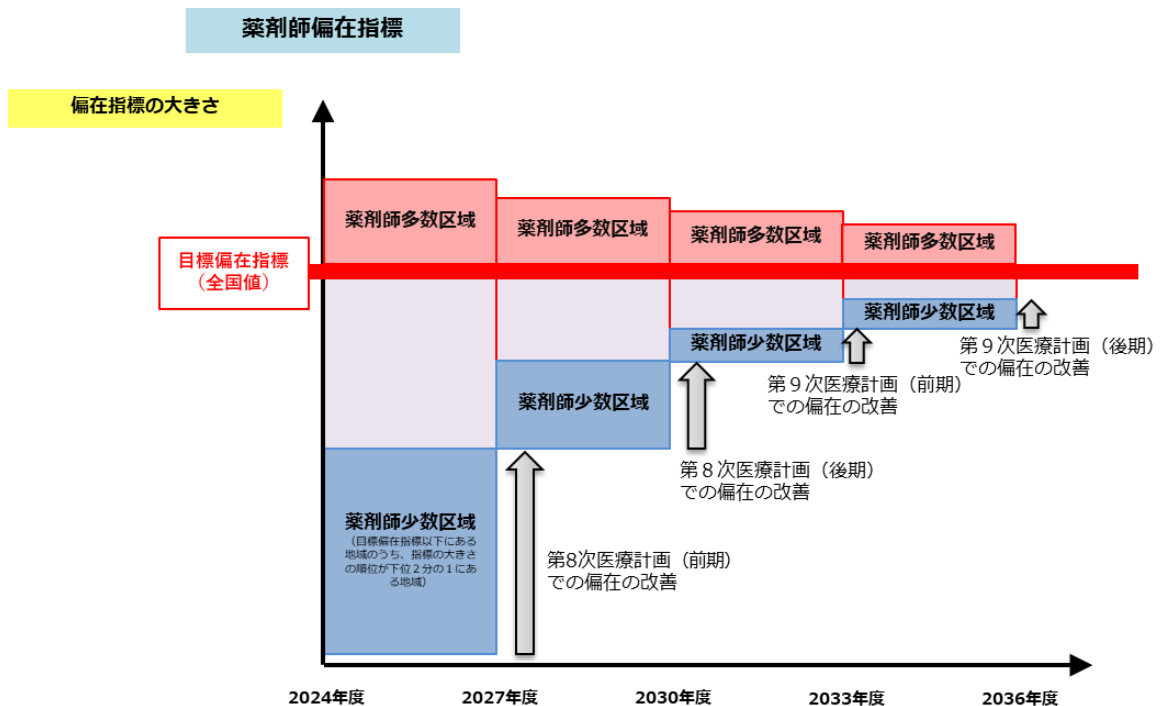 薬剤師偏在指標
偏在指標の大きさ
目標偏在指標
（全国値）
薬剤師多数区域
薬剤師多数区域
薬剤師多数区域
薬剤師多数区域
薬剤師少数区域
（目標偏在指標以下にある
地域のうち、指標の大きさ
の順位が下位２分の１にあ
る地域）
薬剤師少数区域
薬剤師少数区域
薬剤師少数区域
第8次医療計画（前期）
での偏在の改善
第８次医療計画（後期）
での偏在の改善
第９次医療計画（前期）
での偏在の改善
第９次医療計画（後期）
での偏在の改善
2024年度
2027年度
2030年度
2033年度
2036年度